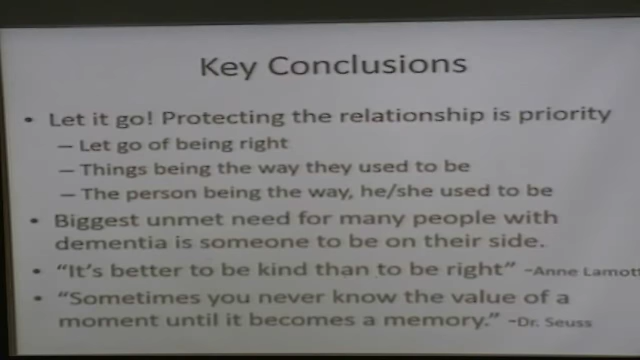 Key Conclusions
• Let it go! Protecting the relationship is priority
– Let go of being right
– Things being the way they used to be
– The person being the way, he/she used to be
• Biggest unmet need for many people with
dementia is someone to be on their side.
• “It’s better to be kind than to be right” -Anne Lamott
• “Sometimes you never know the value of a
moment until it becomes a memory.” -Dr. Seuss